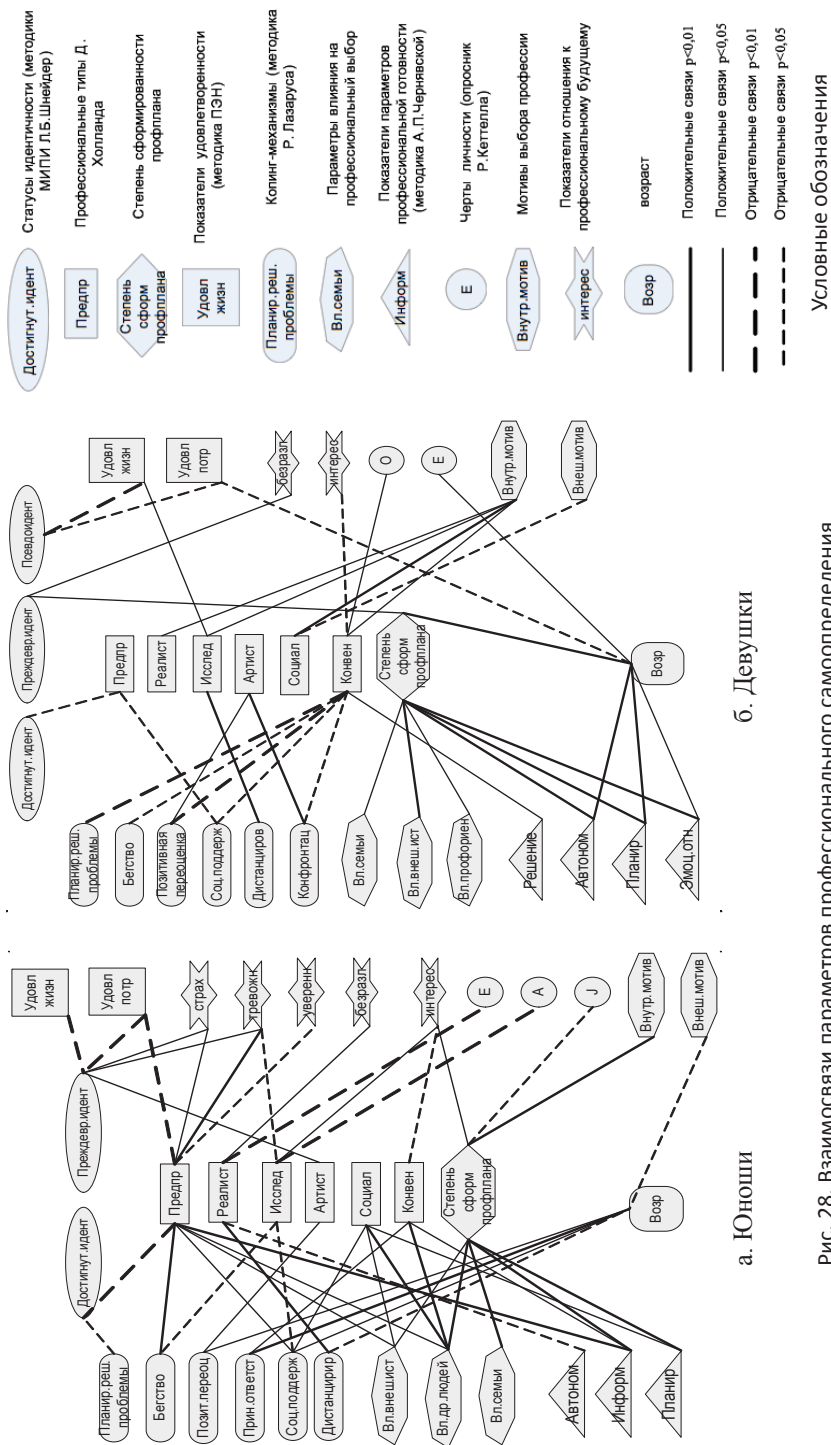 Удовл
жизн
Удовл
потр
Преждевр.идент
Достигнут.идент
страх
тревожн
уверенн
безразл
интерес
E
A
J
Внутр.мотив
Внеш.мотив
Предпр
Реалист
Исслед
Артист
Социал
Конвен
Степень
сформ
профплана
Возр
Планир.реш.
проблемы
Бегство
Позит.переоц
Прин.ответст
Соц.поддерж
Дистанцирир
Вл.внеш.ист
Вл.др.людей
Вл.семьи
Автоном
Информ
Планир
а. Юноши
Псевдоидент
Преждевр.идент
Достигнут.идент
Удовл
жизн
Удовл
потр
безразл
интерес
O
E
Внутр.мотив
Внеш.мотив
Предпр
Реалист
Исслед
Артист
Социал
Конвен
Степень
сформ
профплана
Возр
Планир.реш.
проблемы
Бегство
Позитивная
переоценка
Соц.поддерж
Дистанциров
Конфронтац
Вл.семьи
Вл.внеш.ист
Вл.профориен
Решение
Автоном
Планир
Эмоц.отн
б. Девушки
Достигнут.идент
Статусы идентичности (методики
МИПИ Л.Б.Шнейдер)
Предпр
Профессиональные типы Д.
Холланда
Степень
сформ
профплана
Степень сформированности
профплана
Удовл
жизн
Показатели удовлетворенности
(методика ПЭН)
Планир.реш.
проблемы
Копинг-механизмы (методика
Р. Лазаруса)
Вл.семьи
Параметры влияния на
профессиональный выбор
Информ
Показатели параметров
профессиональной готовности
(методика А.П.Чернявской)
E
Черты личности (опросник
Р.Кеттелла)
Внутр.мотив
Мотивы выбора профессии
интерес
Показатели отношения к
профессиональному будущему
Возр
возраст
Положительные связи p<0,01
Положительные связи p<0,05
Отрицательные связи p<0,01
Отрицательные связи p<0,05
Условные обозначения
Рис. 28. Взаимосвязи параметров профессионального самоопределения